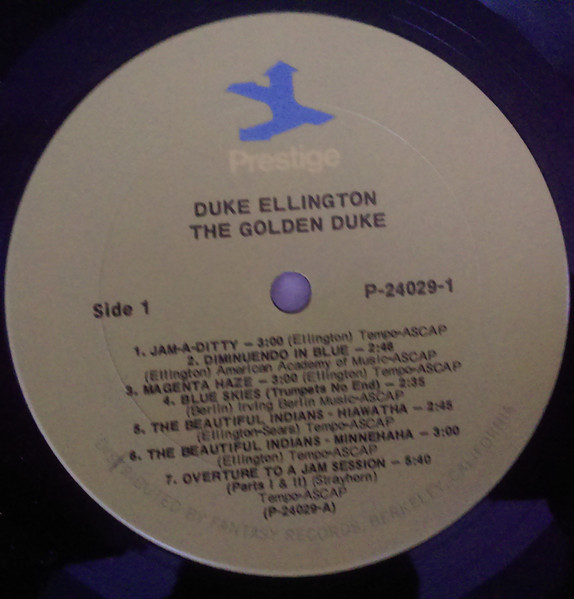 Prestige
DUKE ELLINGTON
THE GOLDEN DUKE
Side 1
P-24029-1
1. JAM-A-DITTY – 3:00 (Ellington) Tempo-ASCAP
2. DIMINUENDO IN BLUE – 2:48
(Ellington) American Academy of Music-ASCAP
3. MAGENTA HAZE – 3:00 (Ellington) Tempo-ASCAP
4. BLUE SKIES (Trumpets No End) – 2:35
(Berlin) Irving Berlin Music-ASCAP
5. THE BEAUTIFUL INDIANS - HIAWATHA – 2:45
(Ellington-Sears) Tempo-ASCAP
6. THE BEAUTIFUL INDIANS - MINNEHAHA – 3:00
(Ellington) Tempo-ASCAP
7. OVERTURE TO A JAM SESSION – 5:40
(Parts I & II) (Strayhorn)
Tempo-ASCAP
(P-24029-A)
DISTRIBUTED BY FANTASY RECORDS, BERKELEY, CALIFORNIA